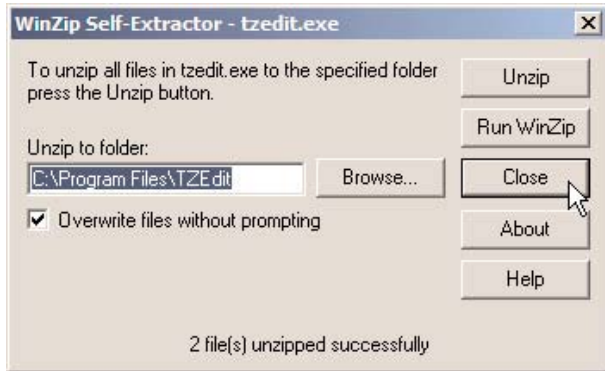 WinZip Self-Extractor - tzedit.exe
To unzip all files in tzedit.exe to the specified folder
press the Unzip button.
Unzip to folder:
C:\Program Files\TZEdit
Browse...
Overwrite files without prompting
Unzip
Run WinZip
Close
About
Help
2 file(s) unzipped successfully